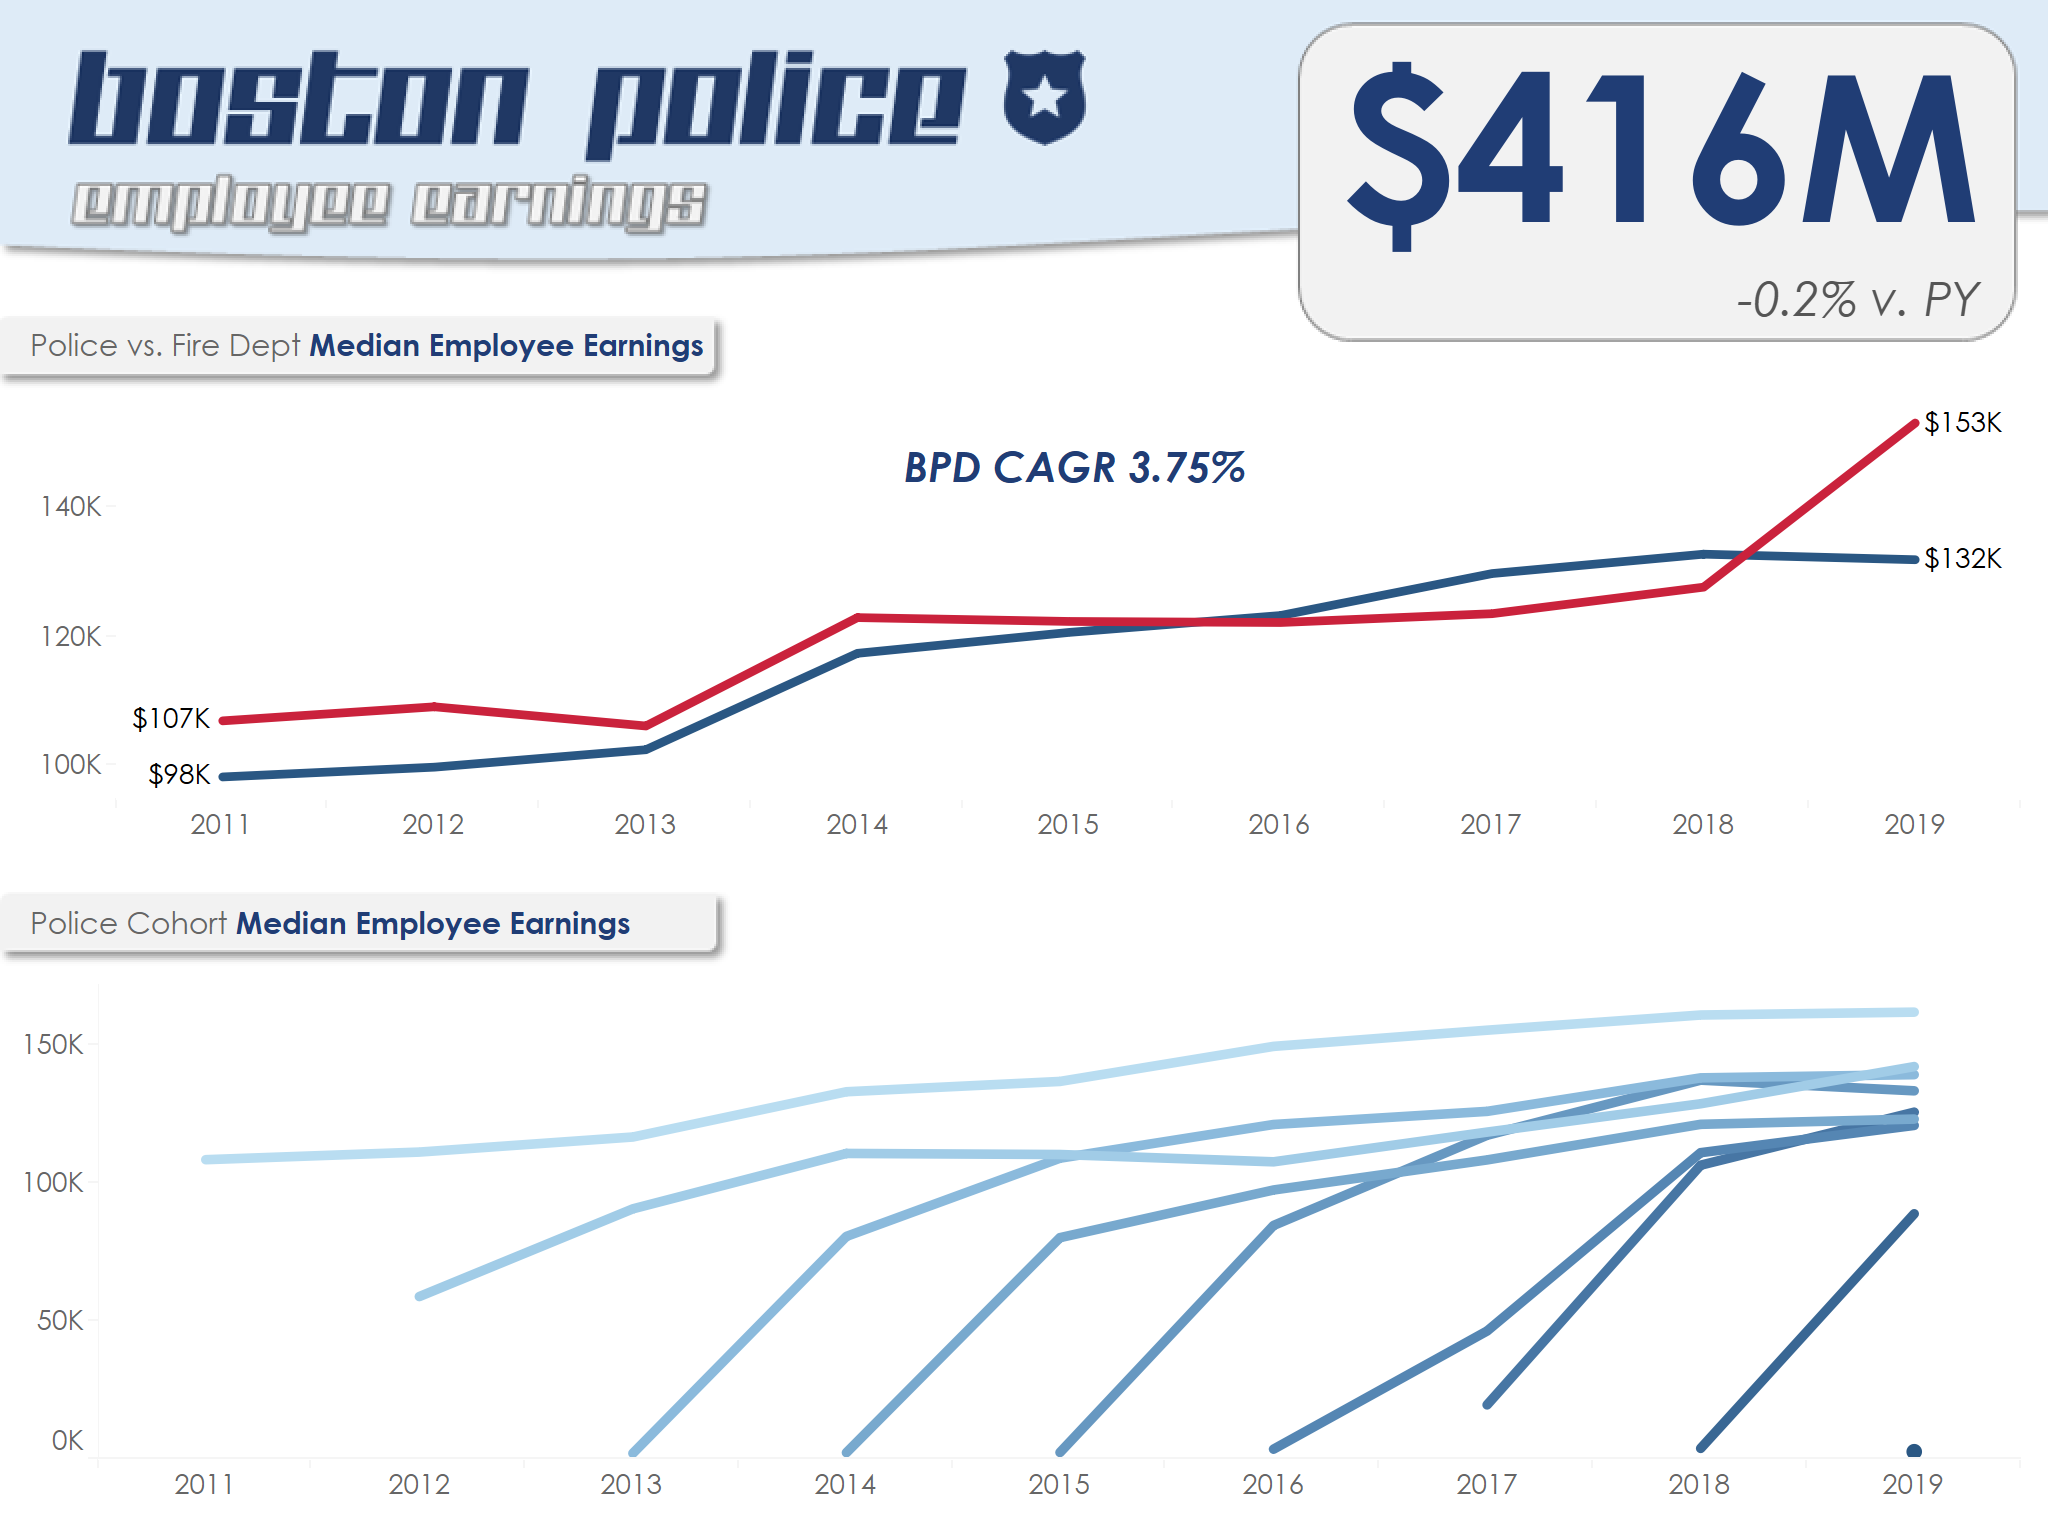 boston police
employee earnings
$416M
-0.2% v. PY
Police vs. Fire Dept Median Employee Earnings
BPD CAGR 3.75%
$153K
140K
$132K
120K
$107K
100K
$98K
2011 2012 2013 2014 2015 2016 2017 2018 2019
Police Cohort Median Employee Earnings
150K
100K
50K
0K
2011 2012 2013 2014 2015 2016 2017 2018 2019